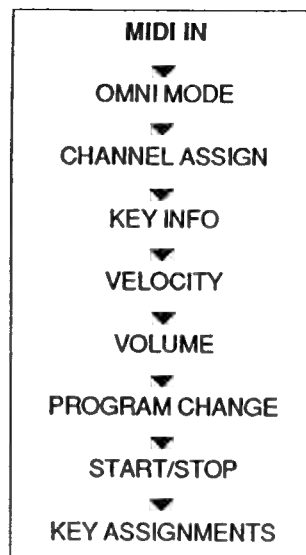 MIDI IN
OMNI MODE
CHANNEL ASSIGN
KEY INFO
VELOCITY
VOLUME
PROGRAM CHANGE
START/STOP
KEY ASSIGNMENTS